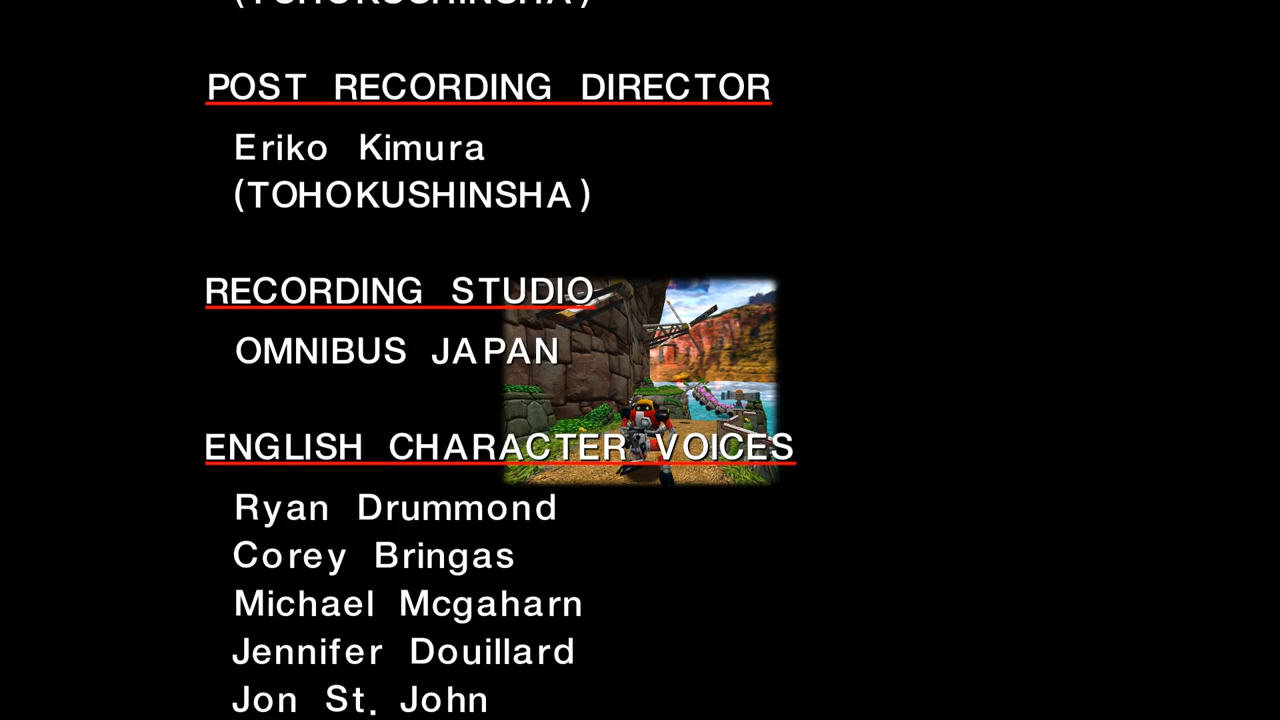 (TOHOKUSHINSHA)
POST RECORDING DIRECTOR
Eriko Kimura
(TOHOKUSHINSHA)
RECORDING STUDIO
OMNIBUS JAPAN
ENGLISH CHARACTER VOICES
Ryan Drummond
Corey Bringas
Michael Mcgaharn
Jennifer Douillard
Jon St. John